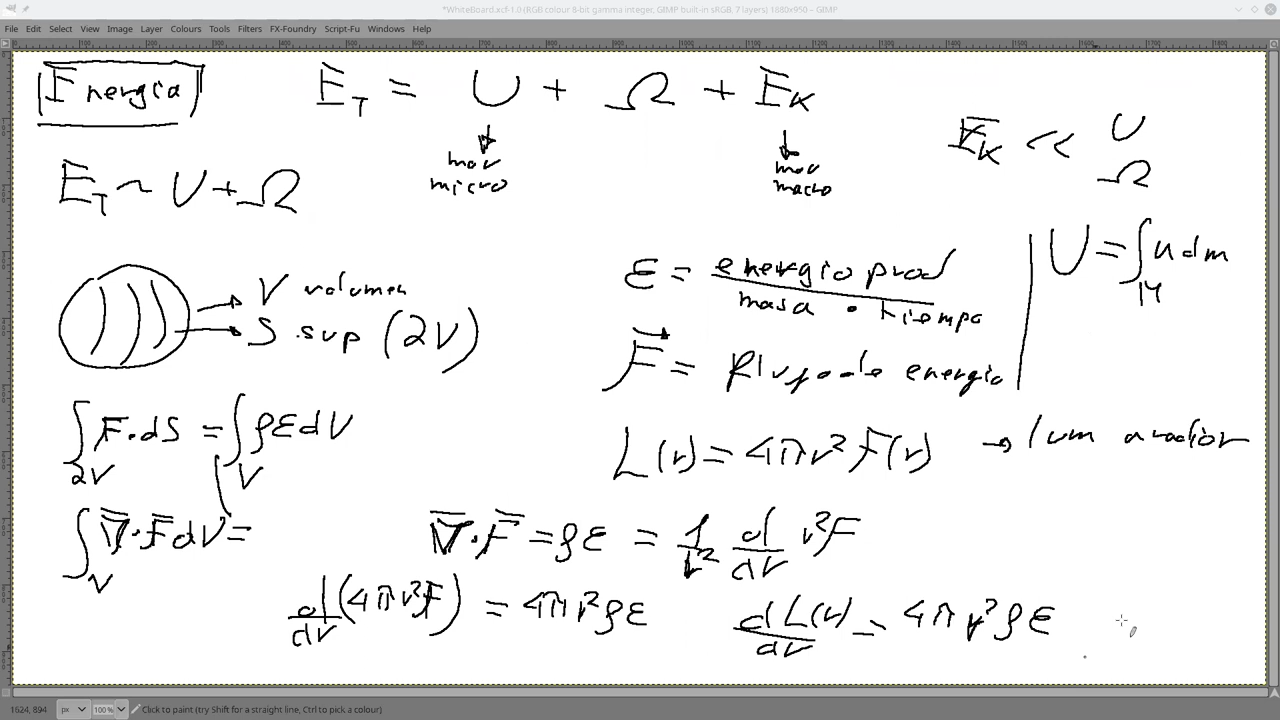 *WhiteBoard.xcf-1.0 (RGB colour 8-bit gamma integer, GIMP built-in sRGB, 7 layers) 1880x950 – GIMP
File Edit Select View Image Layer Colours Tools Filters FX-Foundry Script-Fu Windows Help
Energia
E_T = U + Ω + E_K
mov micro
mov macro
E_K << U Ω
E_T ~ U + Ω
V volumen
S sup (∂V)
ε = energia prod / masa • tiempo
U = ∫_M u dm
F⃗ = flujo de energia
∫_∂V F·dS = ∫_V ρε dV
L(r) = 4πr² F(r) → lum a radio r
∫_V ∇·F dV =
∇·F = ρε = 1/r² d/dr r²F
d/dr (4πr²F) = 4πr²ρε
dL(r)/dr = 4πr²ρε
1624, 894 px 100% Click to paint (try Shift for a straight line, Ctrl to pick a colour)